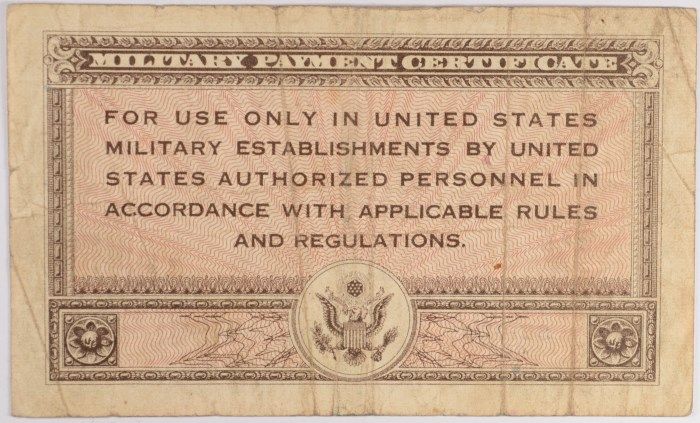 MILITARY PAYMENT CERTIFICATE
FOR USE ONLY IN UNITED STATES
MILITARY ESTABLISHMENTS BY UNITED
STATES AUTHORIZED PERSONNEL IN
ACCORDANCE WITH APPLICABLE RULES
AND REGULATIONS.